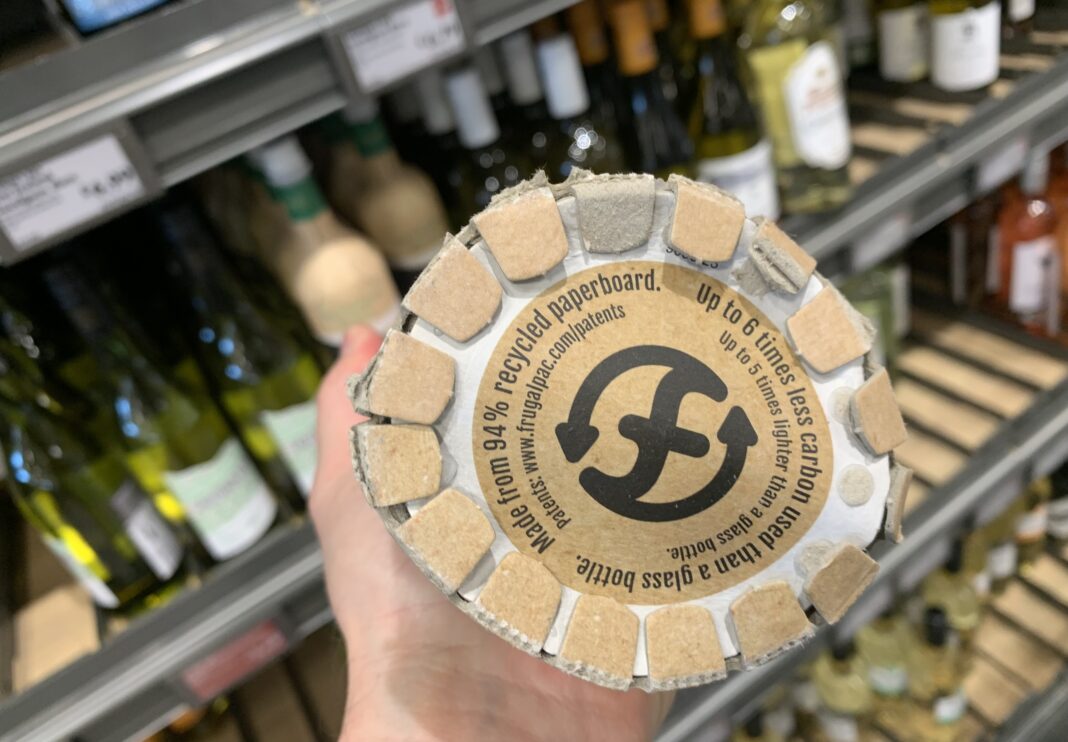 Made from 94% recycled paperboard.
Patents: www.frugalpac.com/patents
Up to 6 times less carbon used than a glass bottle.
Up to 5 times lighter than a glass bottle.